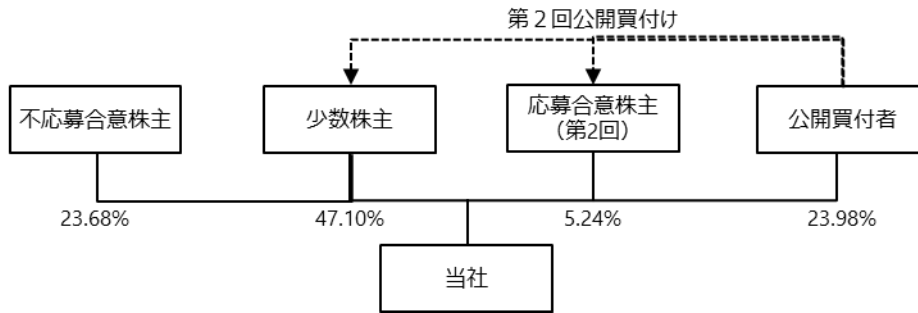 第２回公開買付け
不応募合意株主
少数株主
応募合意株主
（第2回）
公開買付者
23.68%
47.10%
5.24%
23.98%
当社